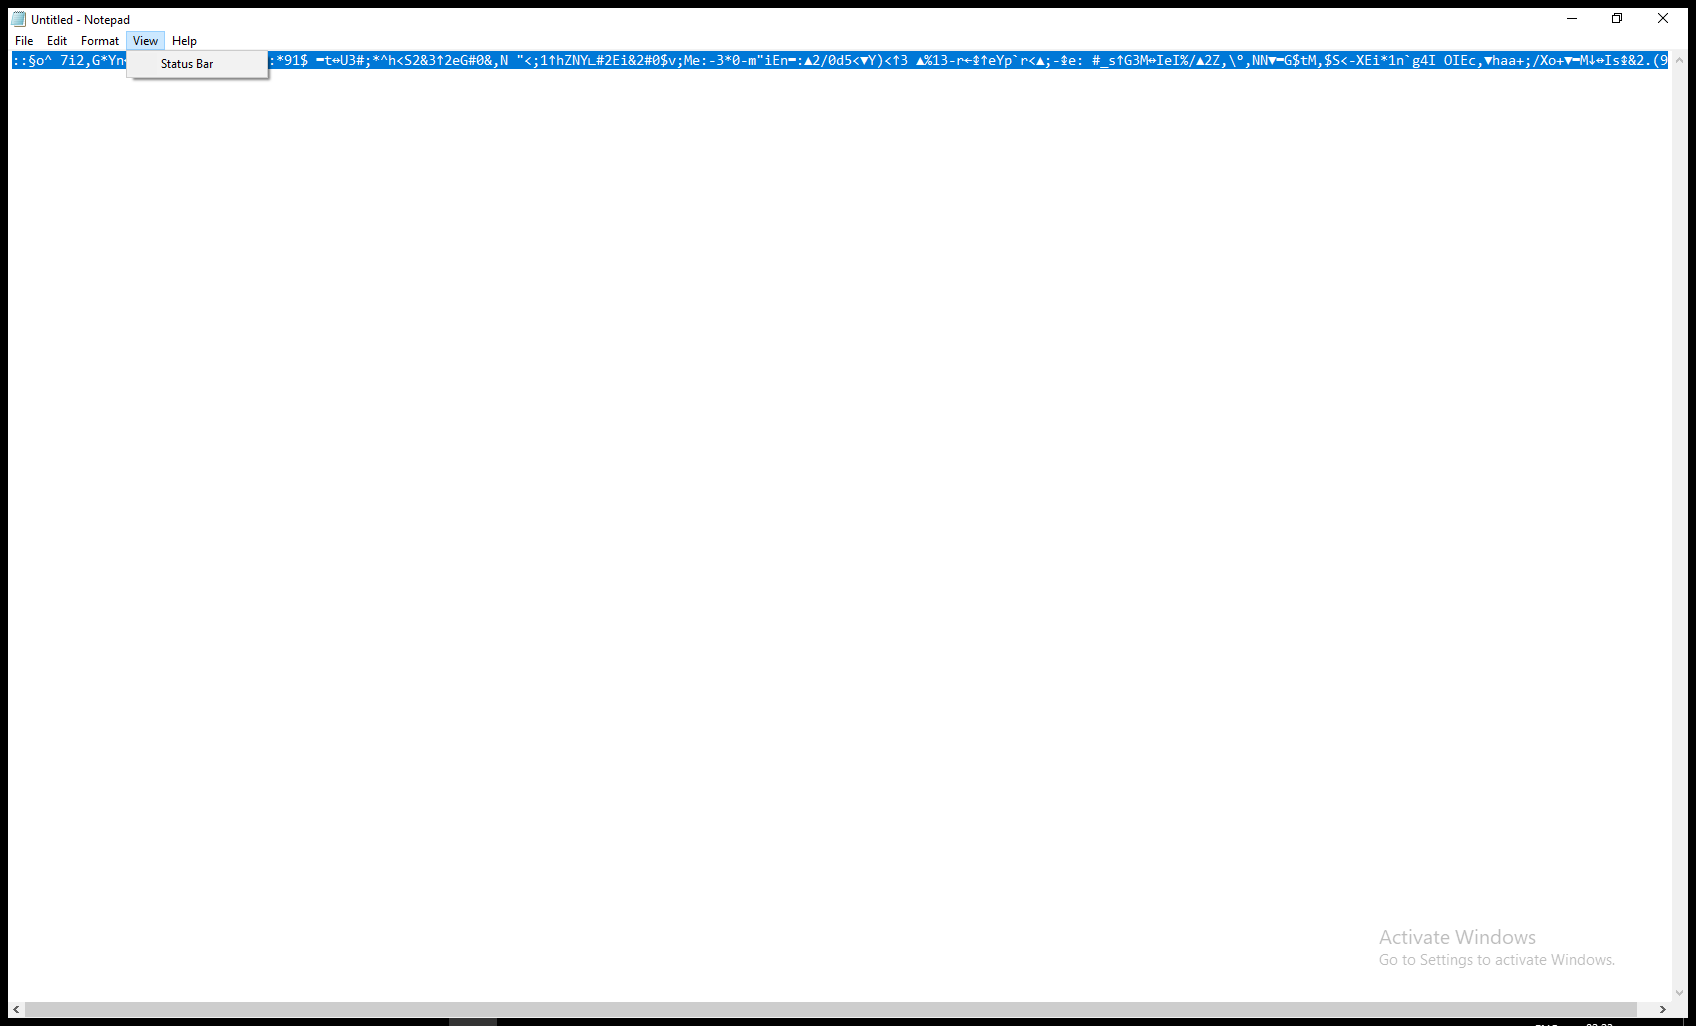 Untitled - Notepad
File Edit Format View Help
::§o^ 7i2,G*Yn :*91$ ▬t↔U3#;*^h<S2&3↑2eG#0&,N "<;1↑hZNY∟#2Ei&2#0$v;Me:-3*0-m"iEn▬:▲2/0d5<▼Y)<↑3 ▲%13-r←↨↑eYp`r<▲;-↨e: #_s↑G3M↔IeI%/▲2Z,\º,NN▼▬G$tM,$S<-XEi*1n`g4I OIEc,▼haa+;/Xo+▼▬M↓↔Is↨&2.(9
Status Bar
Activate Windows
Go to Settings to activate Windows.